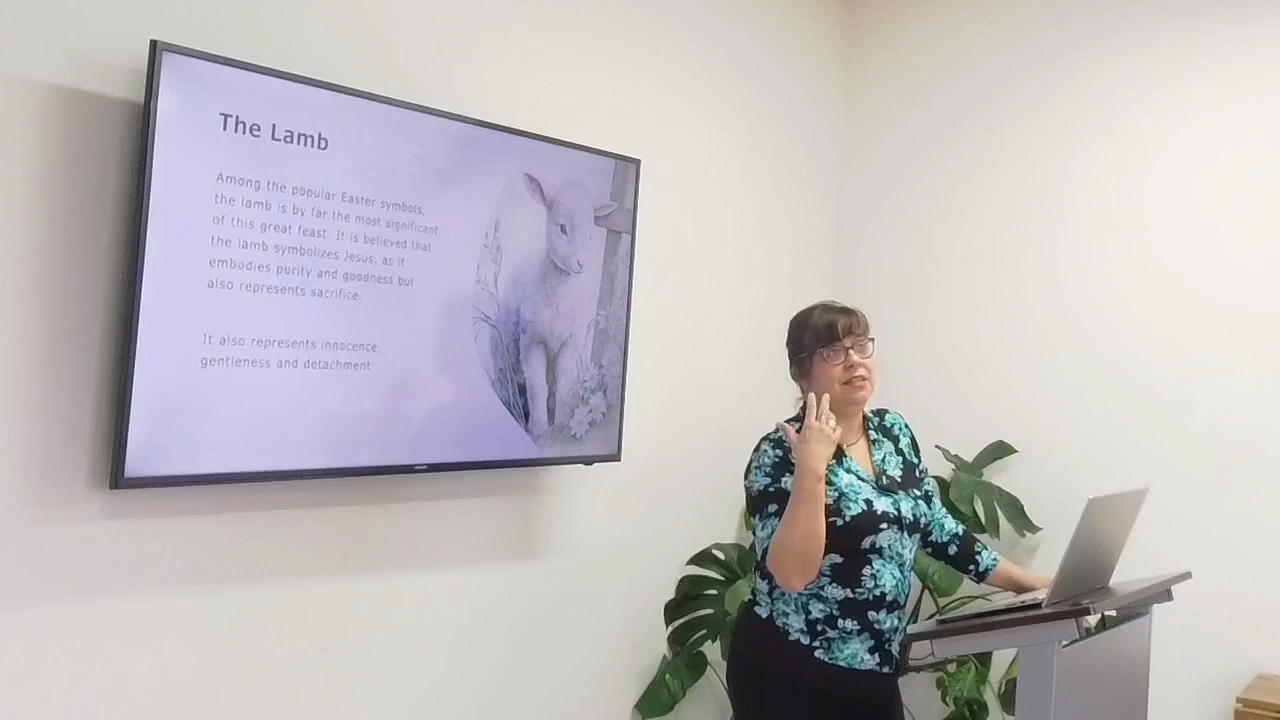 The Lamb
Among the popular Easter symbols,
the lamb is by far the most significant
of this great feast. It is believed that
the lamb symbolizes Jesus, as it
embodies purity and goodness but
also represents sacrifice.
It also represents innocence,
gentleness and detachment